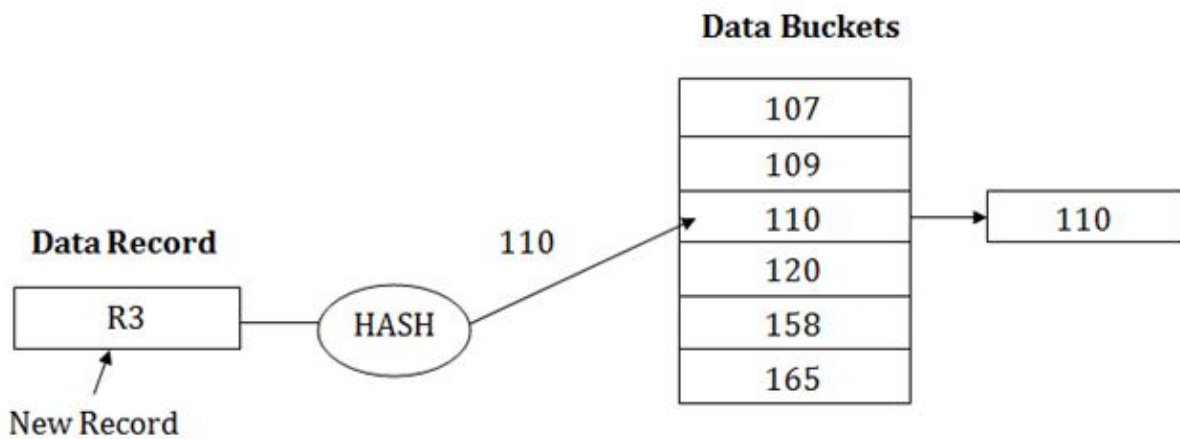 Data Buckets
107
109
110
120
158
165
110
110
Data Record
R3
HASH
New Record